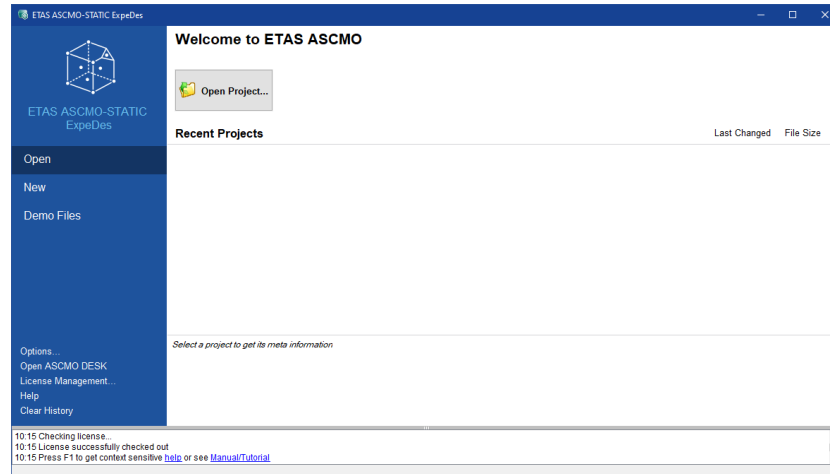 ETAS ASCMO-STATIC ExpeDes
Welcome to ETAS ASCMO
ETAS ASCMO-STATIC
ExpeDes
Open Project...
Recent Projects Last Changed File Size
Open
New
Demo Files
Options...
Open ASCMO DESK
License Management...
Help
Clear History
Select a project to get its meta information
10:15 Checking license...
10:15 License successfully checked out
10:15 Press F1 to get context sensitive help or see Manual/Tutorial